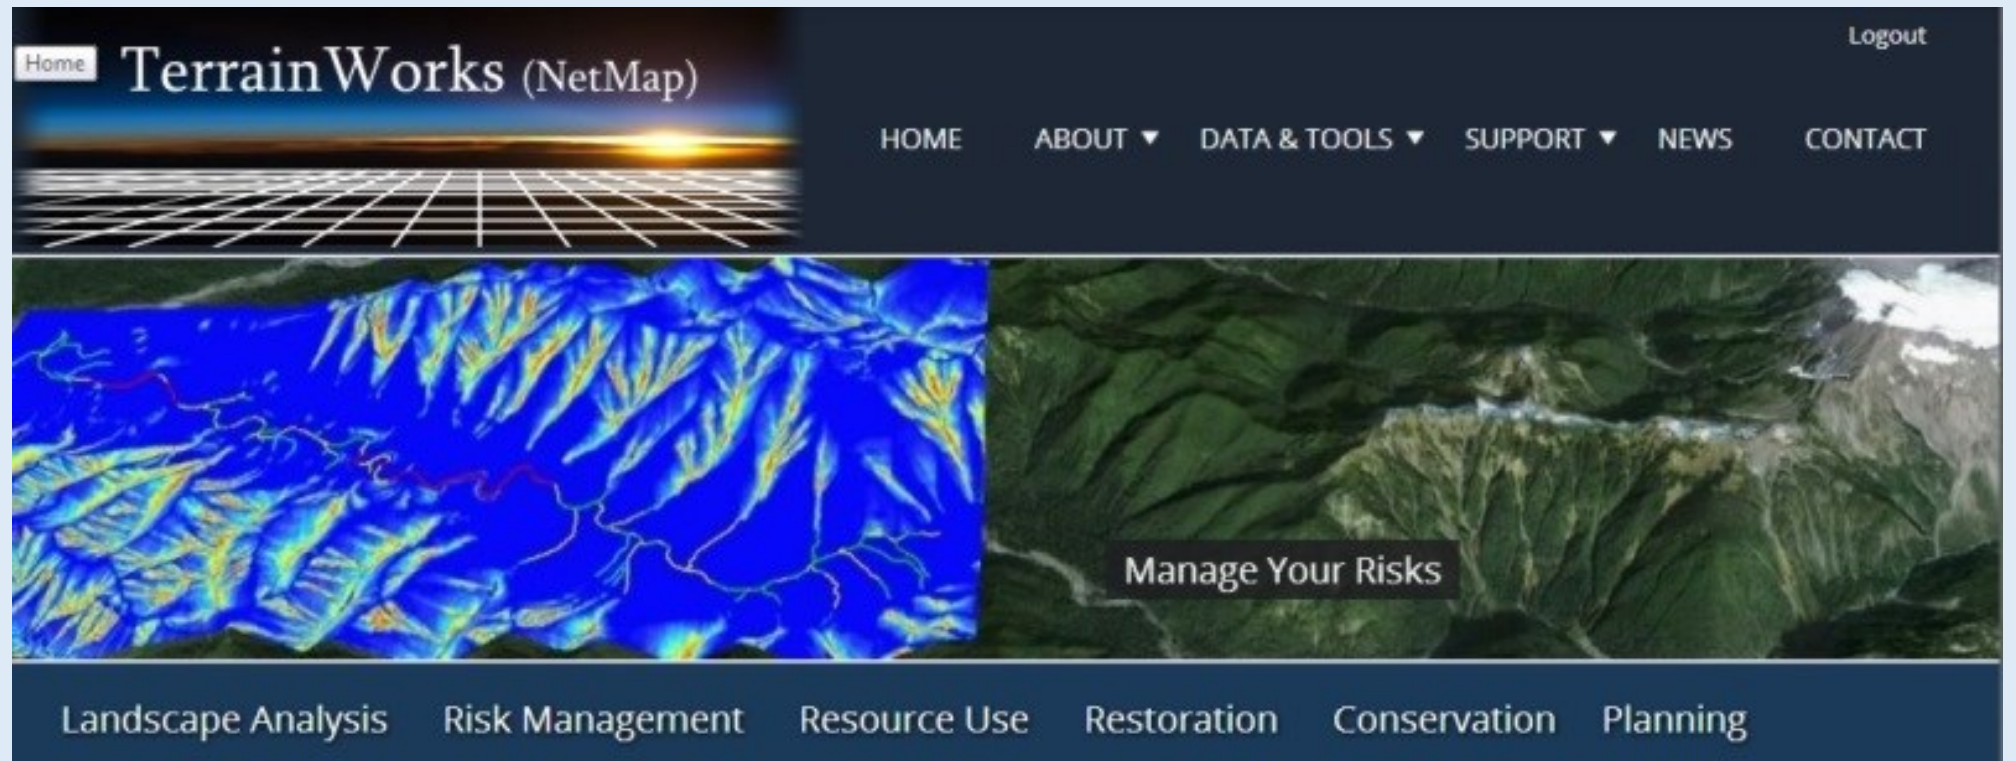 Logout
Home
TerrainWorks (NetMap)
HOME ABOUT ▼ DATA & TOOLS ▼ SUPPORT ▼ NEWS CONTACT
Manage Your Risks
Landscape Analysis Risk Management Resource Use Restoration Conservation Planning